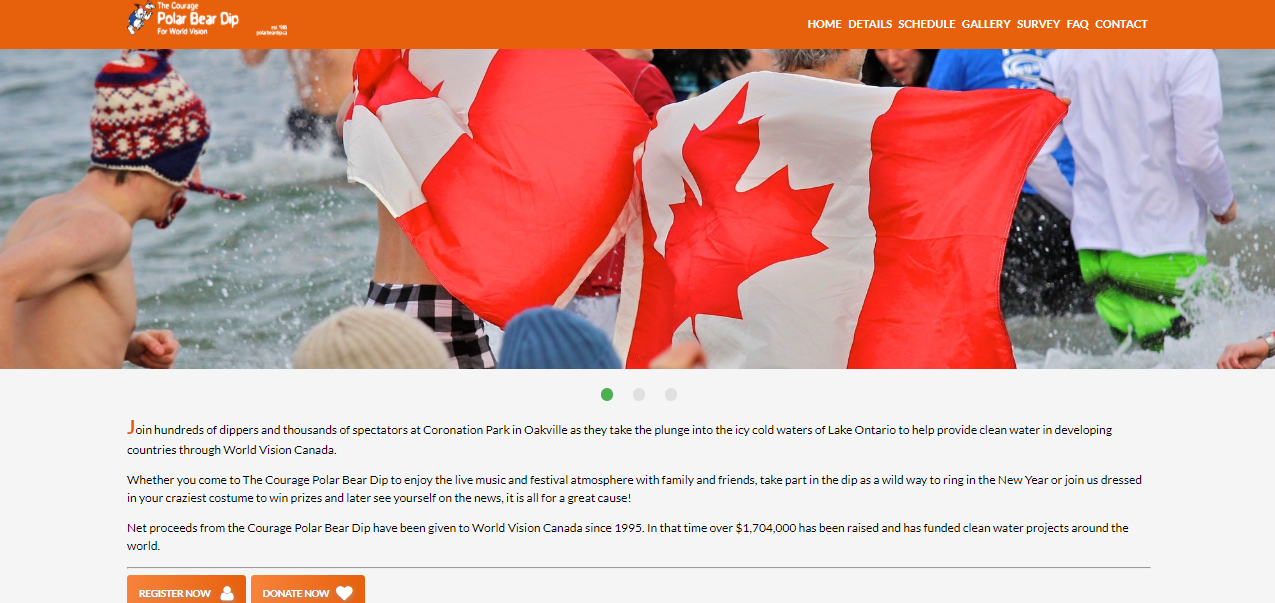 The Courage
Polar Bear Dip
For World Vision
est. 1985
polarbeardip.ca
HOME DETAILS SCHEDULE GALLERY SURVEY FAQ CONTACT
Join hundreds of dippers and thousands of spectators at Coronation Park in Oakville as they take the plunge into the icy cold waters of Lake Ontario to help provide clean water in developing
countries through World Vision Canada.
Whether you come to The Courage Polar Bear Dip to enjoy the live music and festival atmosphere with family and friends, take part in the dip as a wild way to ring in the New Year or join us dressed
in your craziest costume to win prizes and later see yourself on the news, it is all for a great cause!
Net proceeds from the Courage Polar Bear Dip have been given to World Vision Canada since 1995. In that time over $1,704,000 has been raised and has funded clean water projects around the
world.
REGISTER NOW DONATE NOW